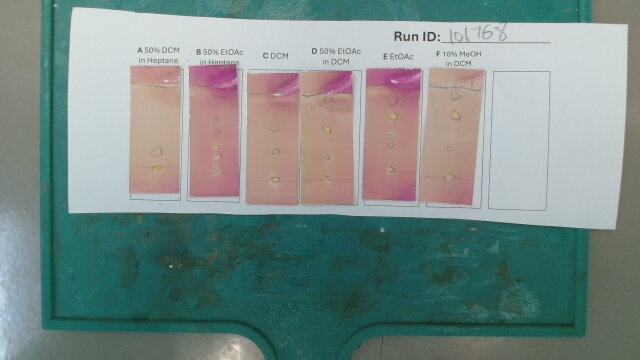 Run ID: 101768
A 50% DCM in Heptane
B 50% EtOAc in Heptane
C DCM
D 50% EtOAc in DCM
E EtOAc
F 10% MeOH in DCM